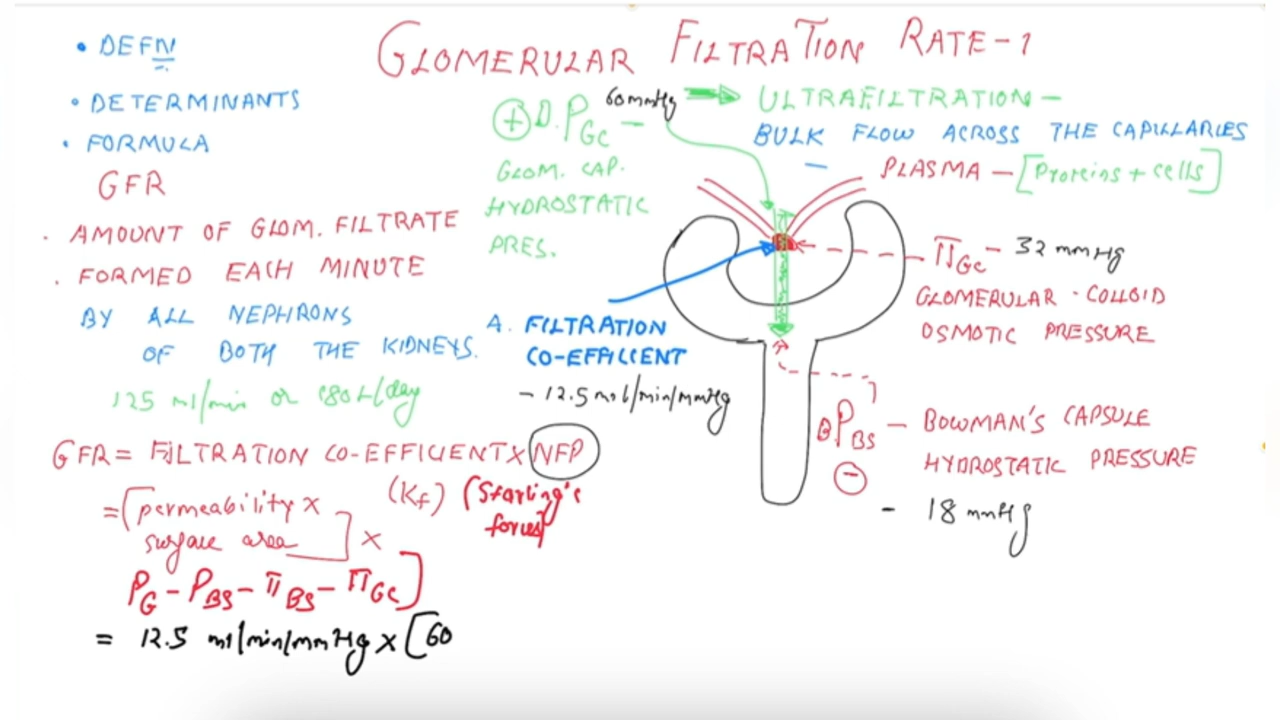 GLOMERULAR FILTRATION RATE-1
• DEFN
• DETERMINANTS
• FORMULA
GFR
. AMOUNT OF GLOM. FILTRATE
. FORMED EACH MINUTE
BY ALL NEPHRONS
OF BOTH THE KIDNEYS.
125 ml/min or 180L/day
GFR = FILTRATION CO-EFFICIENT X NFP
(Kf) (Starling's
forces)
= [permeability x
surface area] x
PG - PBS - πBS - πGC]
= 12.5 ml/min/mmHg x [60
+ D. PGC - 60mmHg
GLOM. CAP.
HYDROSTATIC
PRES.
ULTRAFILTRATION -
BULK FLOW ACROSS THE CAPILLARIES
- PLASMA - [Proteins + cells]
πGC - 32 mmHg
GLOMERULAR COLLOID
OSMOTIC PRESSURE
A. FILTRATION
CO-EFFICIENT
- 12.5 ml/min/mmHg
B PBS - BOWMAN'S CAPSULE
HYDROSTATIC PRESSURE
- 18 mmHg